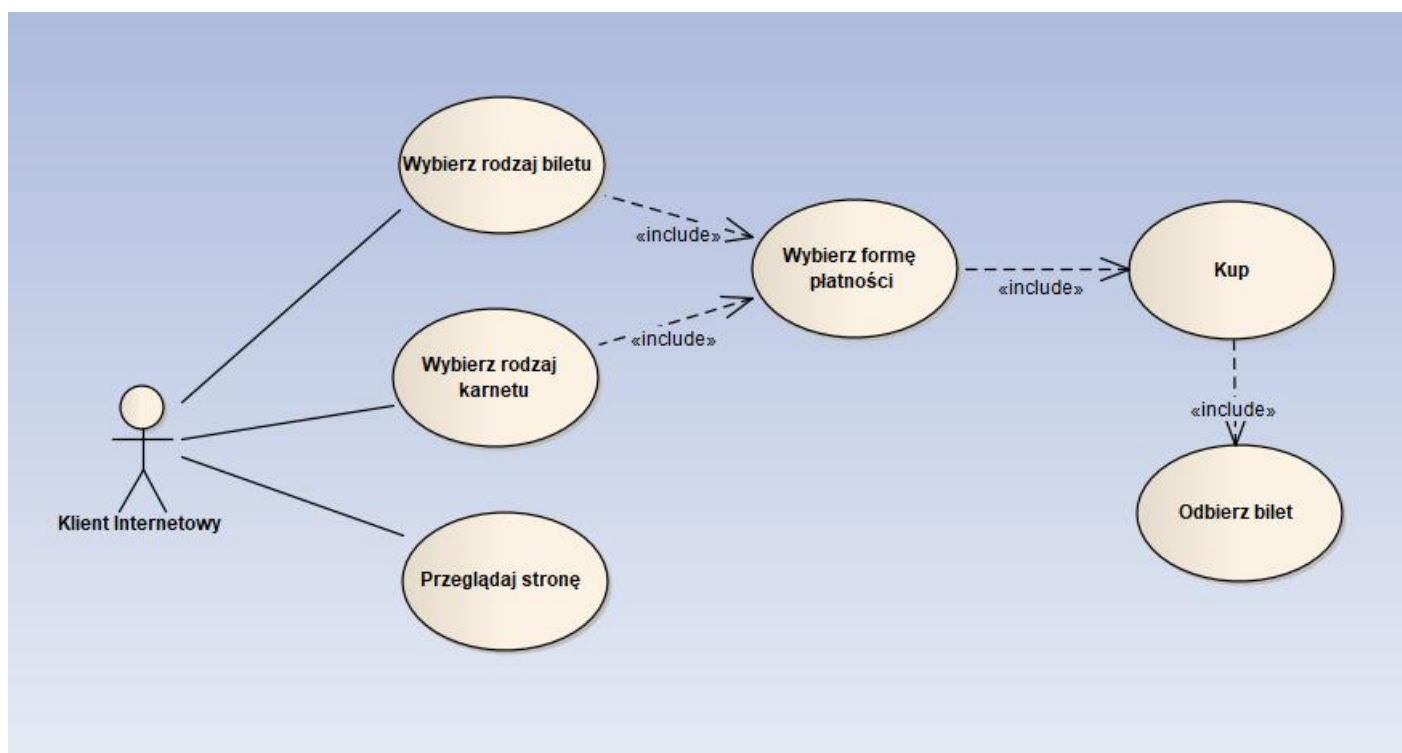 Wybierz rodzaj biletu
«include»
Wybierz formę
płatności
«include»
Kup
Wybierz rodzaj
karnetu
«include»
«include»
Klient Internetowy
Przeglądaj stronę
Odbierz bilet